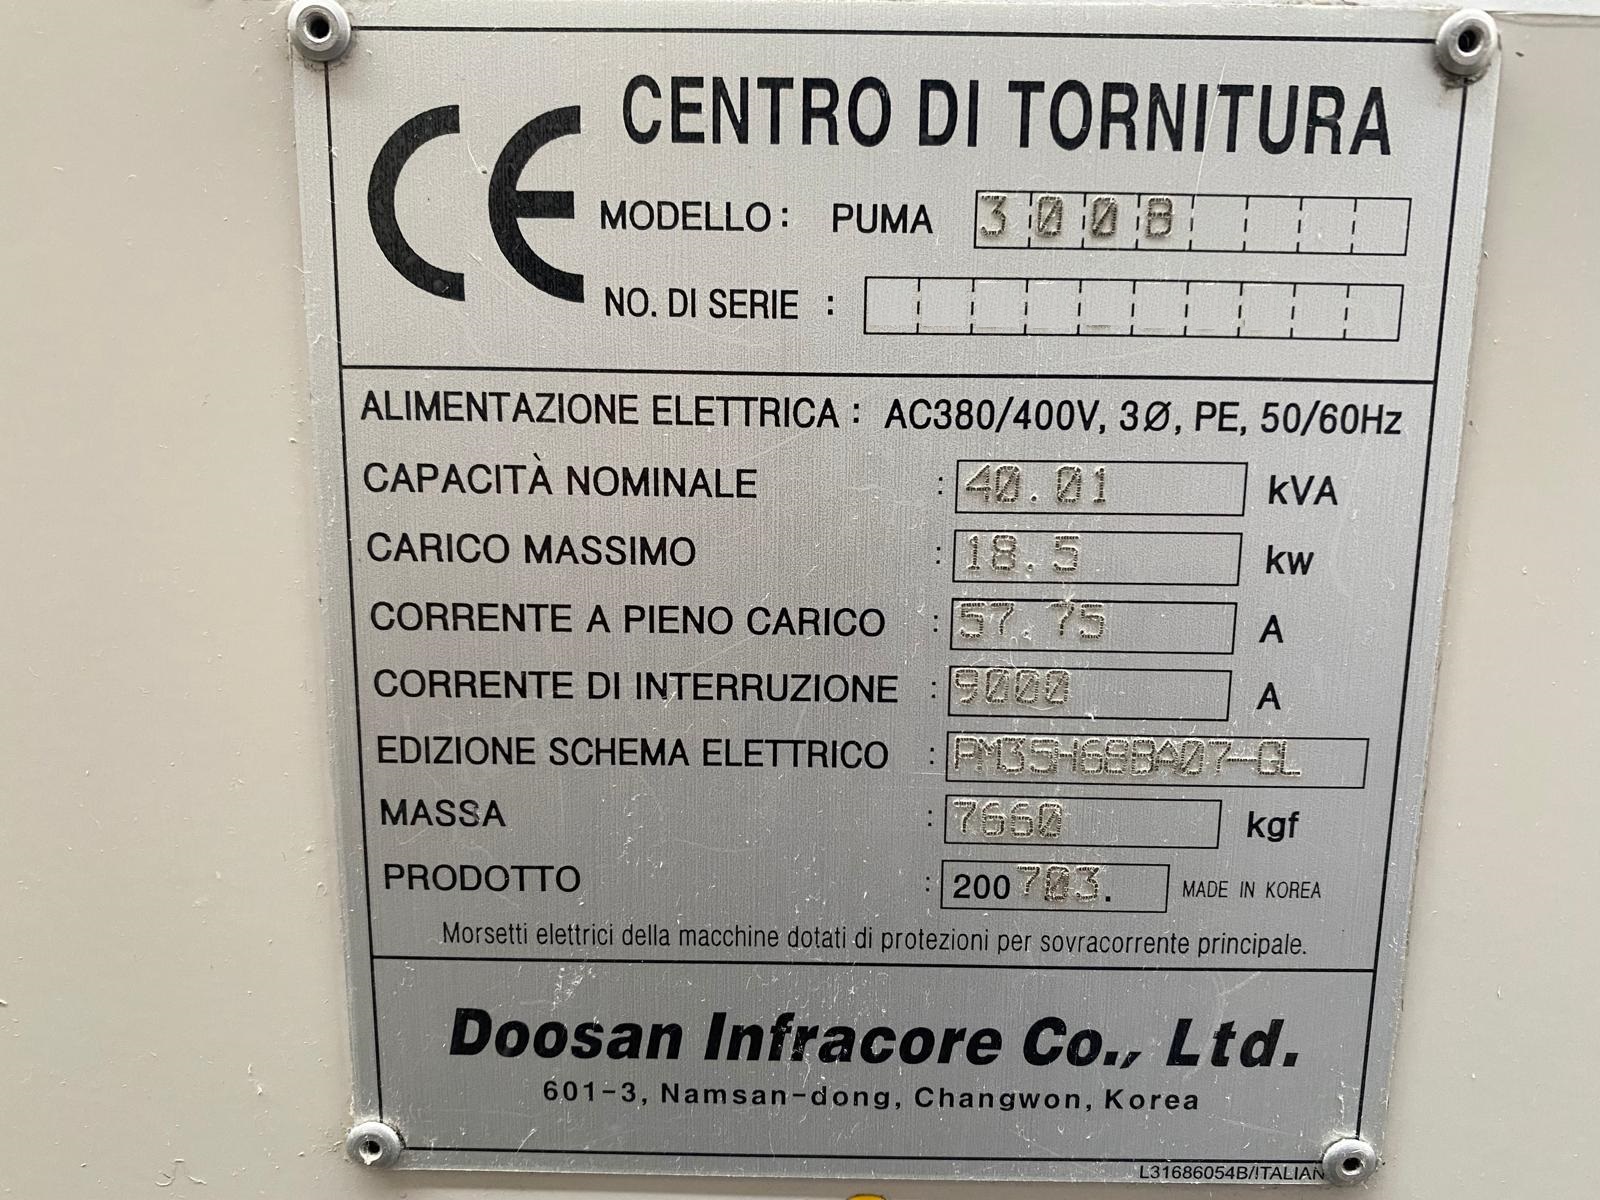 CE
CENTRO DI TORNITURA
MODELLO: PUMA 300B
NO. DI SERIE :
ALIMENTAZIONE ELETTRICA : AC380/400V, 3Ø, PE, 50/60Hz
CAPACITÀ NOMINALE : 40.01 kVA
CARICO MASSIMO : 18.5 kw
CORRENTE A PIENO CARICO : 57.75 A
CORRENTE DI INTERRUZIONE : 9000 A
EDIZIONE SCHEMA ELETTRICO :
MASSA : 7660 kgf
PRODOTTO : 200703. MADE IN KOREA
Morsetti elettrici della macchine dotati di protezioni per sovracorrente principale.
Doosan Infracore Co., Ltd.
601-3, Namsan-dong, Changwon, Korea
L31686054B/ITALIAN